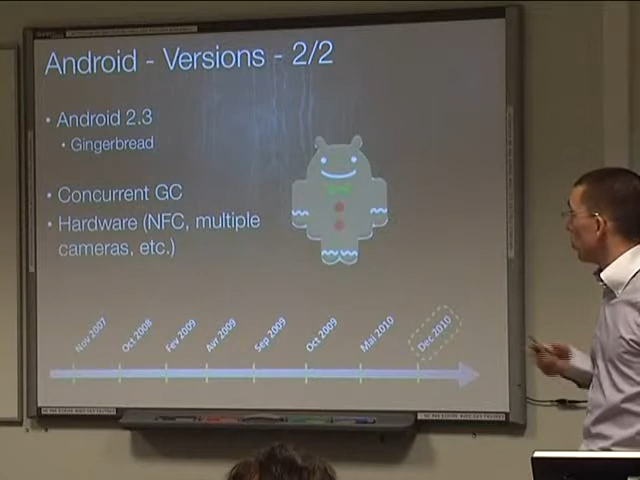 Android - Versions - 2/2
• Android 2.3
• Gingerbread
• Concurrent GC
• Hardware (NFC, multiple
cameras, etc.)
Nov 2007
Oct 2008
Fev 2009
Avr 2009
Sep 2009
Oct 2009
Mai 2010
Dec 2010